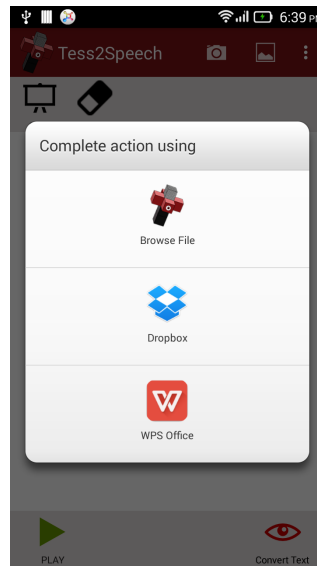 6:39 P
Tess2Speech
Complete action using
Browse File
Dropbox
WPS Office
PLAY
Convert Text